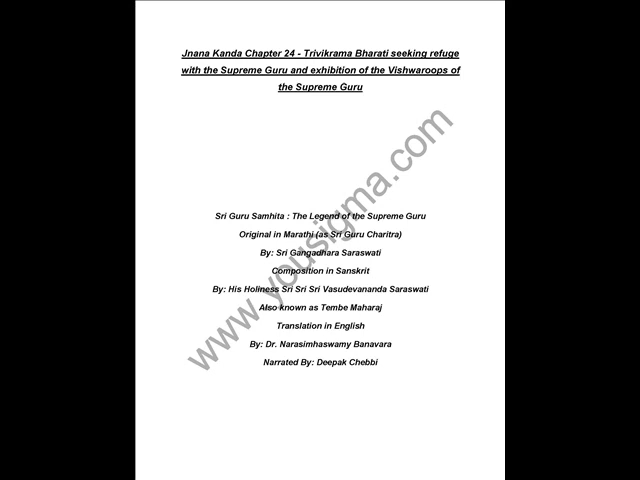 Jnana Kanda Chapter 24 - Trivikrama Bharati seeking refuge
with the Supreme Guru and exhibition of the Vishwaroops of
the Supreme Guru
www.yousigma.com
Sri Guru Samhita : The Legend of the Supreme Guru
Original in Marathi (as Sri Guru Charitra)
By: Sri Gangadhara Saraswati
Composition in Sanskrit
By: His Holiness Sri Sri Sri Vasudevananda Saraswati
Also known as Tembe Maharaj
Translation in English
By: Dr. Narasimhaswamy Banavara
Narrated By: Deepak Chebbi